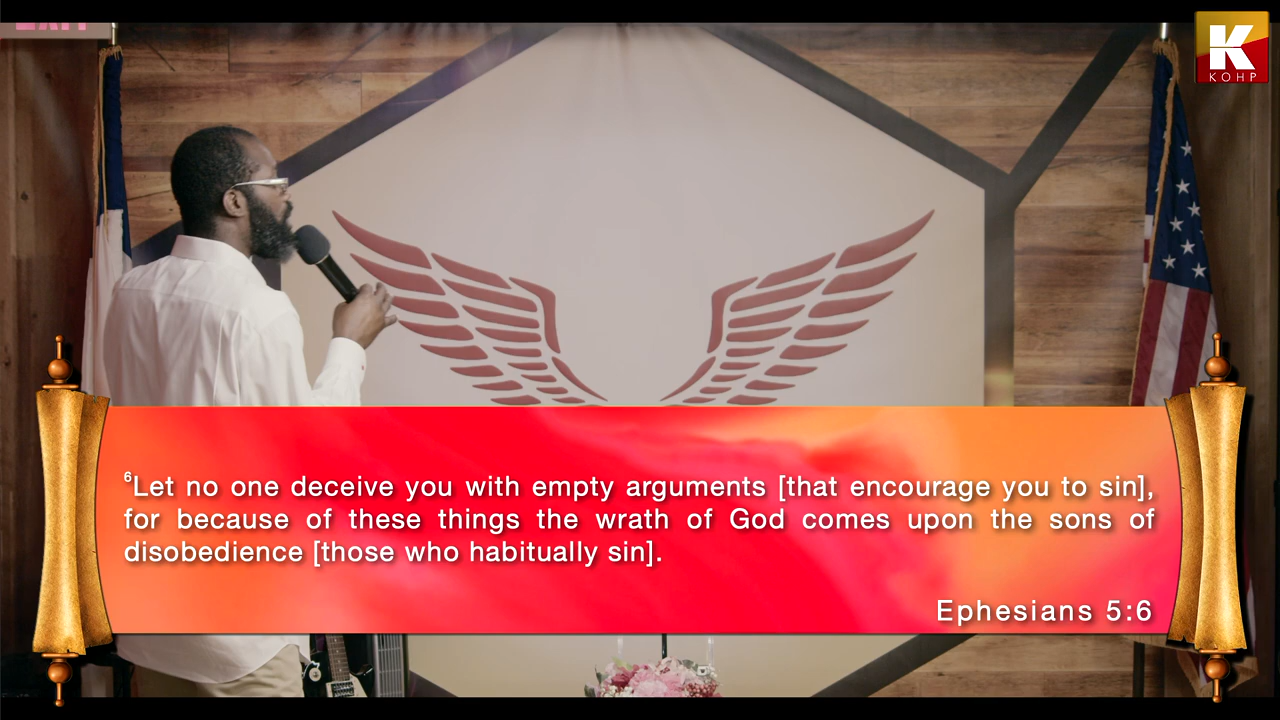 EXIT
K
KOHP
6Let no one deceive you with empty arguments [that encourage you to sin],
for because of these things the wrath of God comes upon the sons of
disobedience [those who habitually sin].
Ephesians 5:6